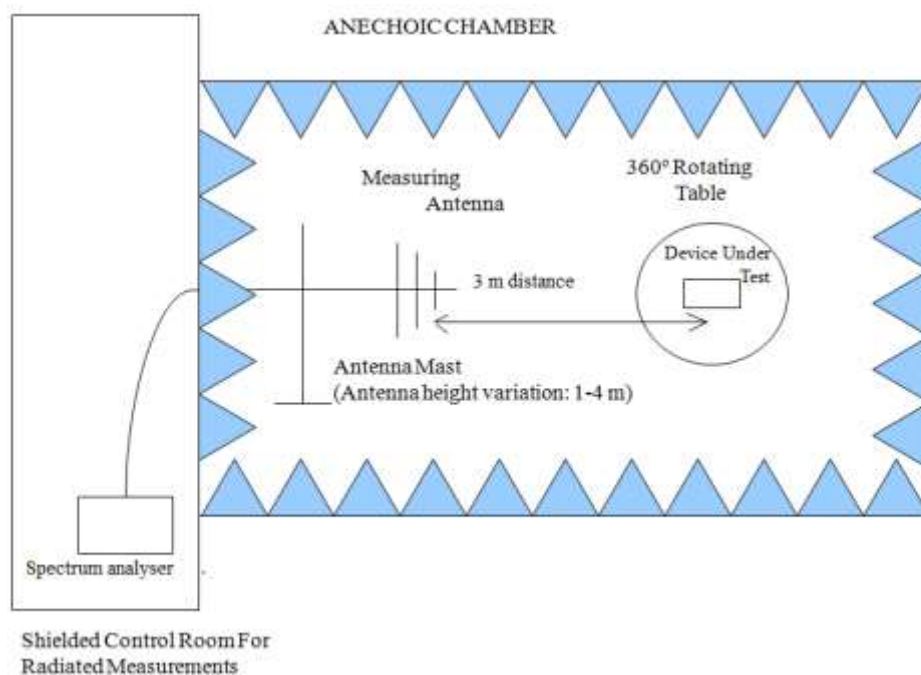 ANECHOIC CHAMBER
360° Rotating
Table
Measuring
Antenna
Device Under
Test
3 m distance
Antenna Mast
(Antenna height variation: 1-4 m)
Spectrum analyser
Shielded Control Room For
Radiated Measurements